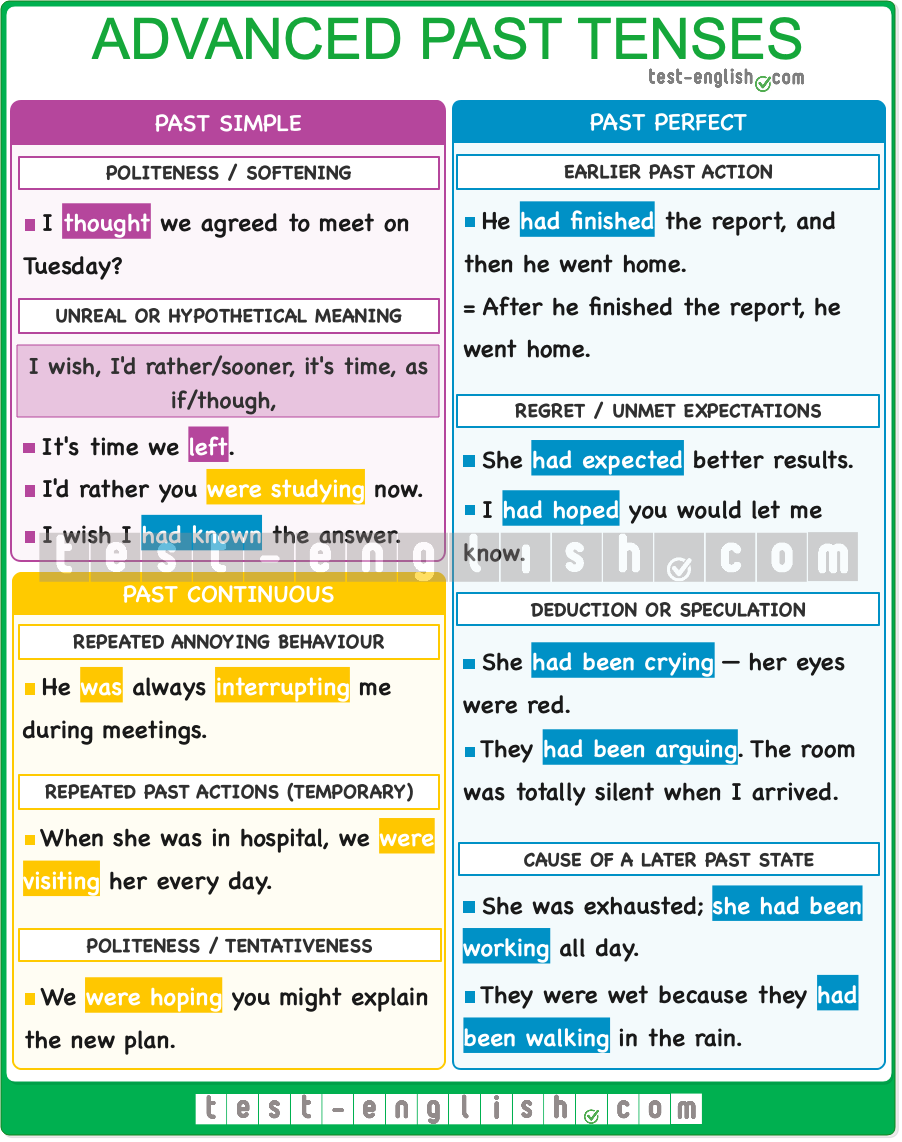 ADVANCED PAST TENSES
test-english.com
PAST SIMPLE
POLITENESS / SOFTENING
I thought we agreed to meet on
Tuesday?
UNREAL OR HYPOTHETICAL MEANING
I wish, I'd rather/sooner, it's time, as
if/though,
It's time we left.
I'd rather you were studying now.
I wish I had known the answer.
PAST CONTINUOUS
REPEATED ANNOYING BEHAVIOUR
He was always interrupting me
during meetings.
REPEATED PAST ACTIONS (TEMPORARY)
When she was in hospital, we were
visiting her every day.
POLITENESS / TENTATIVENESS
We were hoping you might explain
the new plan.
PAST PERFECT
EARLIER PAST ACTION
He had finished the report, and
then he went home.
= After he finished the report, he
went home.
REGRET / UNMET EXPECTATIONS
She had expected better results.
I had hoped you would let me
know.
test-english.com
DEDUCTION OR SPECULATION
She had been crying — her eyes
were red.
They had been arguing. The room
was totally silent when I arrived.
CAUSE OF A LATER PAST STATE
She was exhausted; she had been
working all day.
They were wet because they had
been walking in the rain.
test-english.com